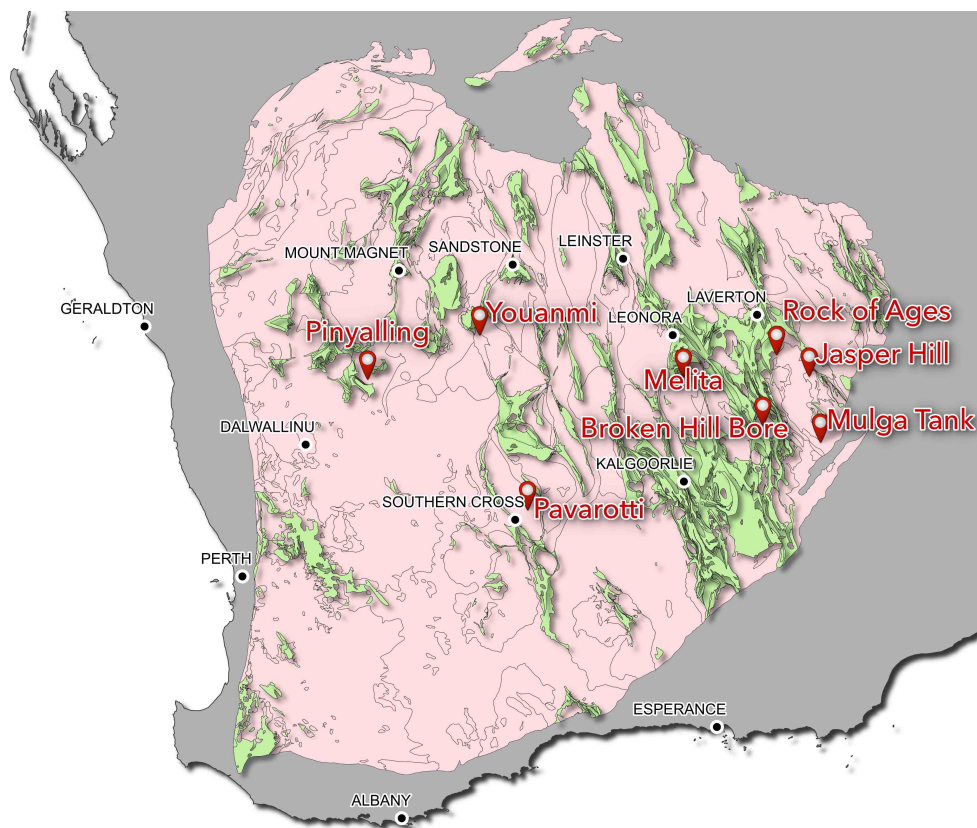 SANDSTONE
LEINSTER
MOUNT MAGNET
GERALDTON
LAVERTON
Youanmi
Rock of Ages
LEONORA
Pinyalling
Jasper Hill
Melita
Mulga Tank
DALWALLINU
Broken Hill Bore
KALGOORLIE
SOUTHERN CROSS
Pavarotti
PERTH
ESPERANCE
ALBANY